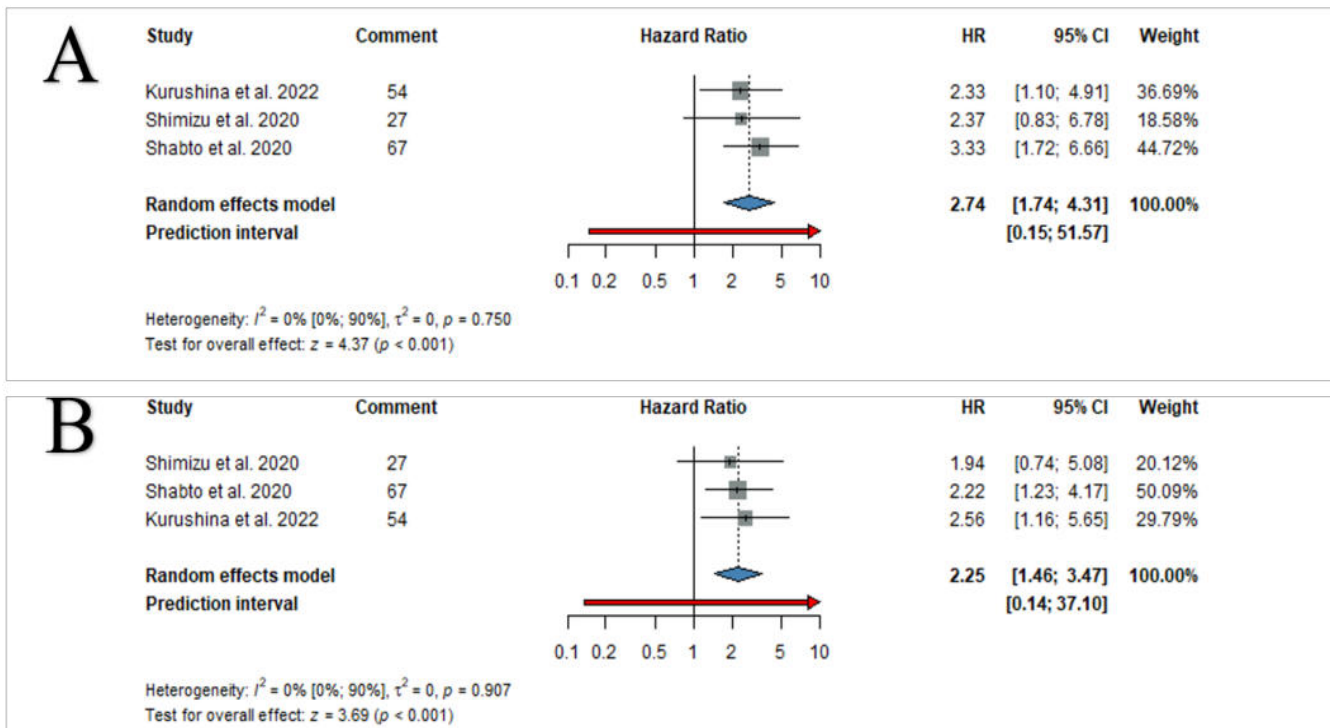 A
Study Comment Hazard Ratio HR 95% CI Weight
Kurushina et al. 2022 54 2.33 [1.10; 4.91] 36.69%
Shimizu et al. 2020 27 2.37 [0.83; 6.78] 18.58%
Shabto et al. 2020 67 3.33 [1.72; 6.66] 44.72%
Random effects model 2.74 [1.74; 4.31] 100.00%
Prediction interval [0.15; 51.57]
0.1 0.2 0.5 1 2 5 10
Heterogeneity: I² = 0% [0%; 90%], τ² = 0, p = 0.750
Test for overall effect: z = 4.37 (p < 0.001)
B
Study Comment Hazard Ratio HR 95% CI Weight
Shimizu et al. 2020 27 1.94 [0.74; 5.08] 20.12%
Shabto et al. 2020 67 2.22 [1.23; 4.17] 50.09%
Kurushina et al. 2022 54 2.56 [1.16; 5.65] 29.79%
Random effects model 2.25 [1.46; 3.47] 100.00%
Prediction interval [0.14; 37.10]
0.1 0.2 0.5 1 2 5 10
Heterogeneity: I² = 0% [0%; 90%], τ² = 0, p = 0.907
Test for overall effect: z = 3.69 (p < 0.001)